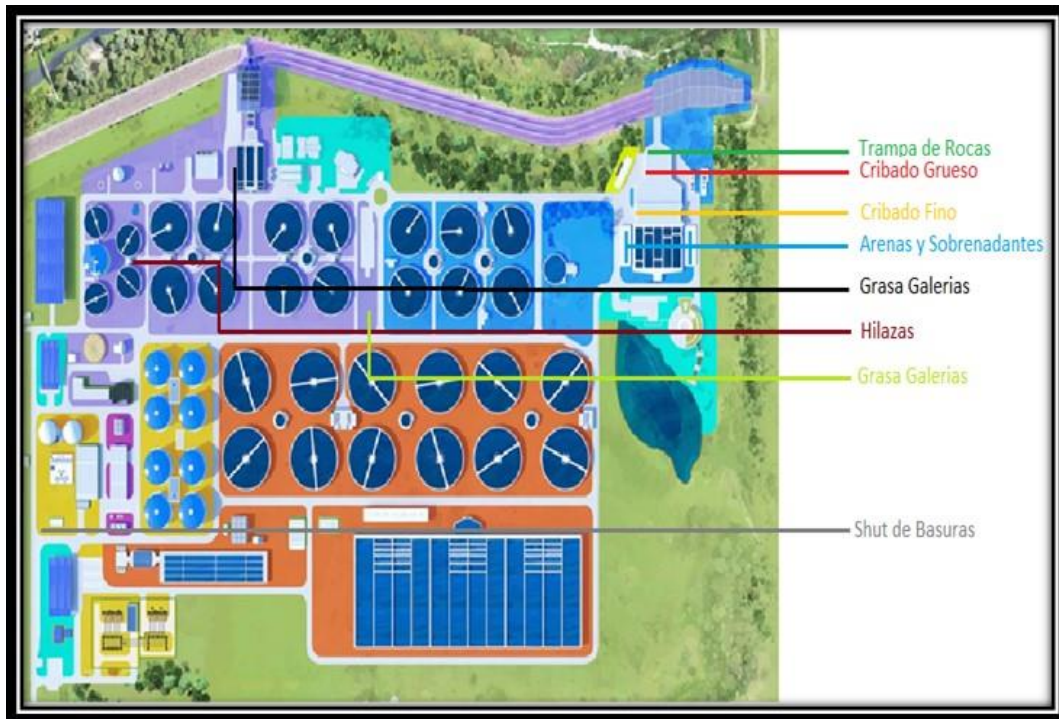 Trampa de Rocas
Cribado Grueso
Cribado Fino
Arenas y Sobrenadantes
Grasa Galerias
Hilazas
Grasa Galerias
Shut de Basuras